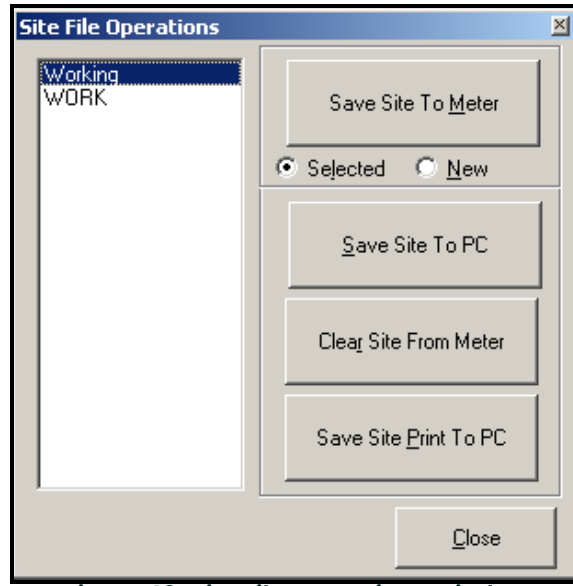 Site File Operations
Working
WORK
Save Site To Meter
Selected
New
Save Site To PC
Clear Site From Meter
Save Site Print To PC
Close